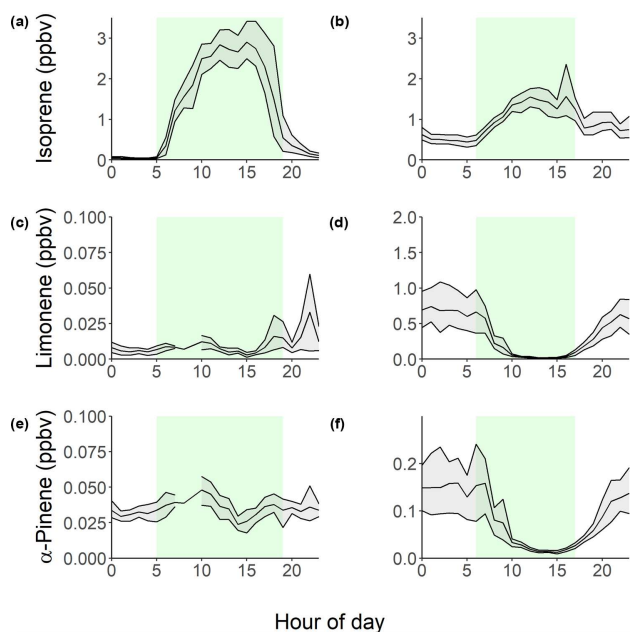 (a)
Isoprene (ppbv)
3
2
1
0
0 5 10 15 20
(b)
3
2
1
0
0 5 10 15 20
(c)
Limonene (ppbv)
0.100
0.075
0.050
0.025
0.000
0 5 10 15 20
(d)
2.0
1.5
1.0
0.5
0.0
0 5 10 15 20
(e)
α-Pinene (ppbv)
0.100
0.075
0.050
0.025
0.000
0 5 10 15 20
(f)
0.2
0.1
0.0
0 5 10 15 20
Hour of day